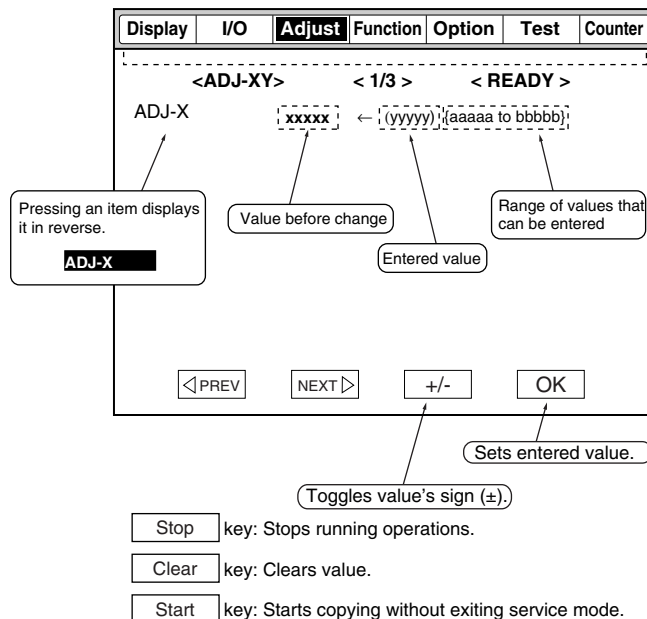 Display I/O Adjust Function Option Test Counter
<ADJ-XY> < 1/3 > < READY >
ADJ-X xxxxx ← (yyyyy) {aaaaa to bbbbb}
Pressing an item displays
it in reverse.
ADJ-X
Value before change
Entered value
Range of values that
can be entered
PREV NEXT +/- OK
Sets entered value.
Toggles value's sign (±).
Stop key: Stops running operations.
Clear key: Clears value.
Start key: Starts copying without exiting service mode.